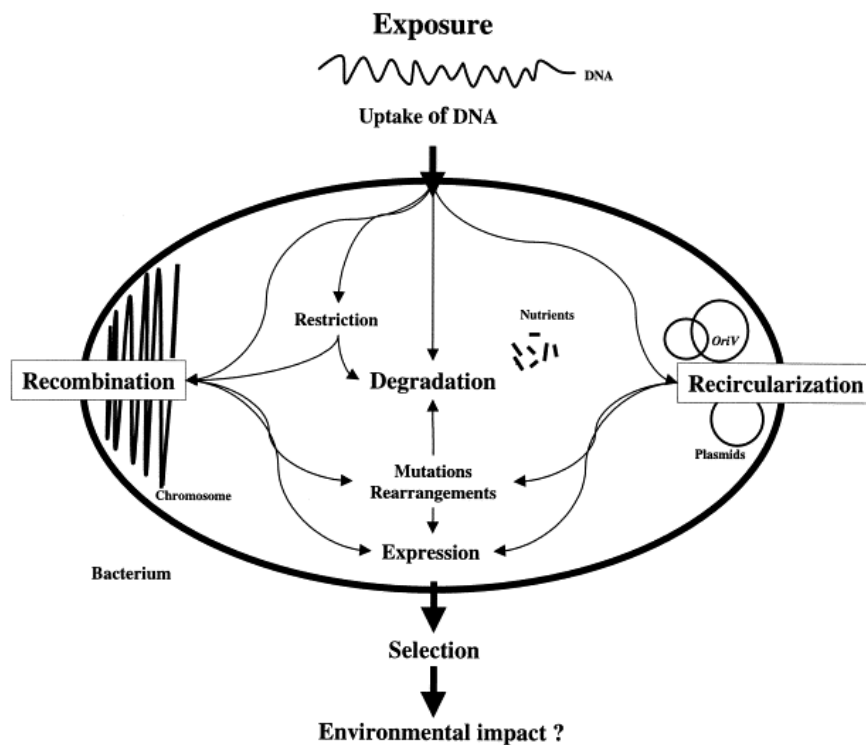 Exposure
DNA
Uptake of DNA
Restriction
Nutrients
OriV
Recombination
Degradation
Recircularization
Plasmids
Mutations
Rearrangements
Chromosome
Expression
Bacterium
Selection
Environmental impact ?